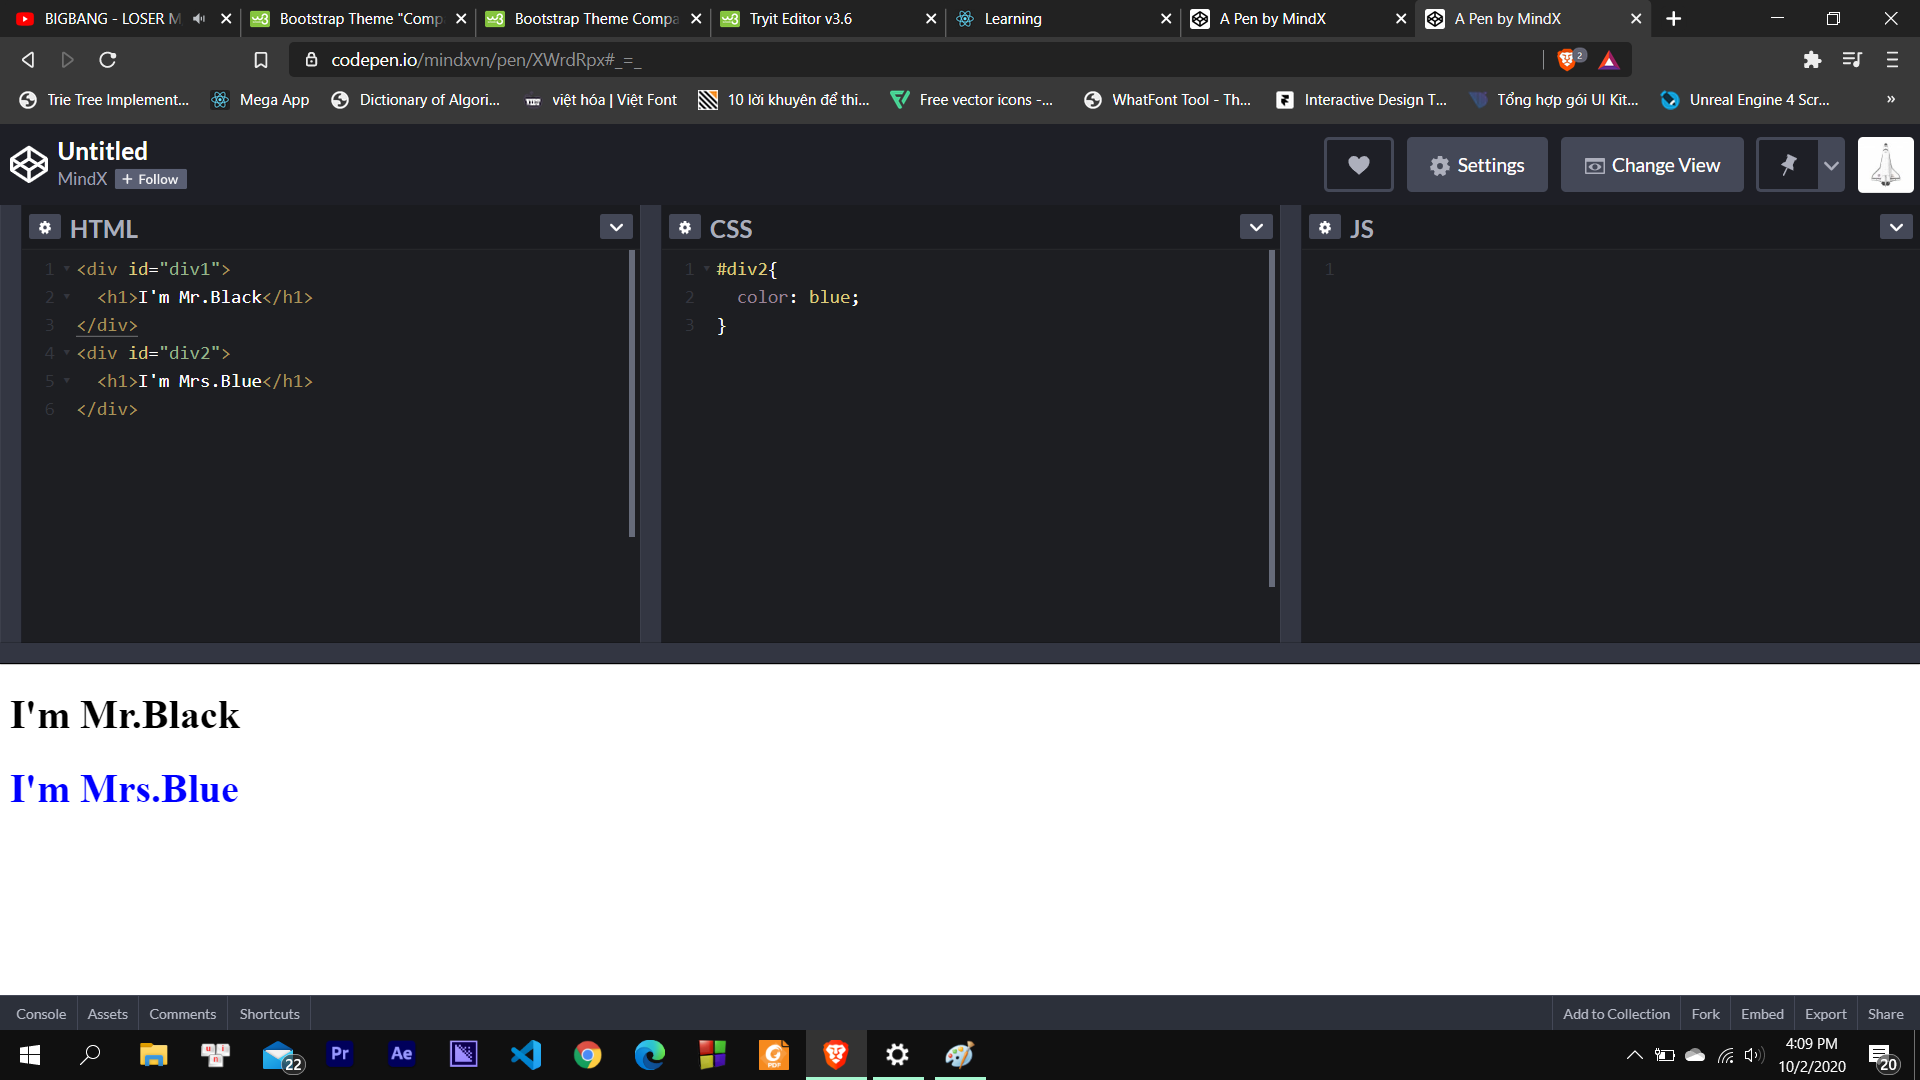 BIGBANG - LOSER M
Bootstrap Theme "Comp
Bootstrap Theme Compa
Tryit Editor v3.6
Learning
A Pen by MindX
A Pen by MindX
codepen.io/mindxvn/pen/XWrdRpx#_=_
2
Trie Tree Implement...
Mega App
Dictionary of Algori...
việt hóa | Việt Font
10 lời khuyên để thi...
Free vector icons -...
WhatFont Tool - Th...
Interactive Design T...
Tổng hợp gói UI Kit...
Unreal Engine 4 Scr...
»
Untitled
MindX
+ Follow
Settings
Change View
HTML
1 <div id="div1">
2 <h1>I'm Mr.Black</h1>
3 </div>
4 <div id="div2">
5 <h1>I'm Mrs.Blue</h1>
6 </div>
CSS
1 #div2{
2 color: blue;
3 }
JS
1
I'm Mr.Black
I'm Mrs.Blue
Console
Assets
Comments
Shortcuts
Add to Collection
Fork
Embed
Export
Share
22
Pr
Ae
PDF
4:09 PM
10/2/2020
20